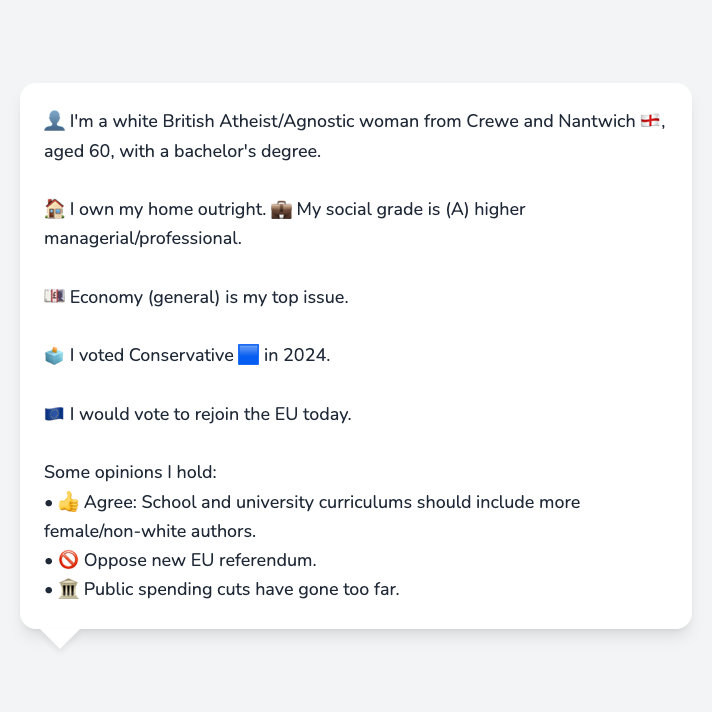 👤 I'm a white British Atheist/Agnostic woman from Crewe and Nantwich 🏴󠁧󠁢󠁥󠁮󠁧󠁿,
aged 60, with a bachelor's degree.
🏠 I own my home outright. 💼 My social grade is (A) higher
managerial/professional.
💷 Economy (general) is my top issue.
🗳️ I voted Conservative 🟦 in 2024.
🇪🇺 I would vote to rejoin the EU today.
Some opinions I hold:
• 👍 Agree: School and university curriculums should include more
female/non-white authors.
• 🚫 Oppose new EU referendum.
• 🏛️ Public spending cuts have gone too far.